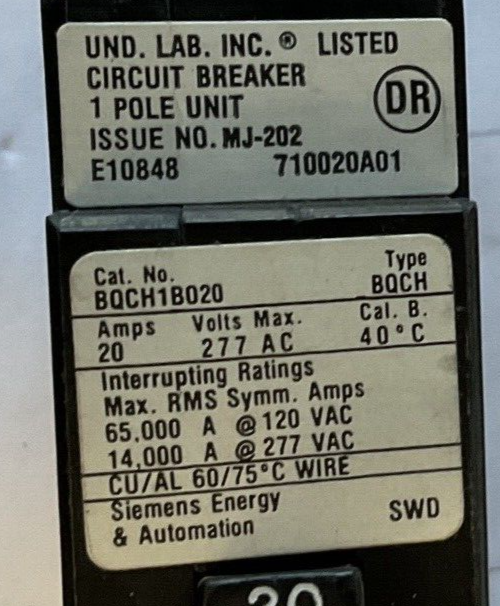 UND. LAB. INC.® LISTED
CIRCUIT BREAKER
1 POLE UNIT
DR
ISSUE NO. MJ-202
E10848 710020A01
Cat. No. Type
BQCH1B020 BQCH
Amps Volts Max. Cal. B.
20 277 AC 40°C
Interrupting Ratings
Max. RMS Symm. Amps
65,000 A @ 120 VAC
14,000 A @ 277 VAC
CU/AL 60/75°C WIRE
Siemens Energy
& Automation SWD
20